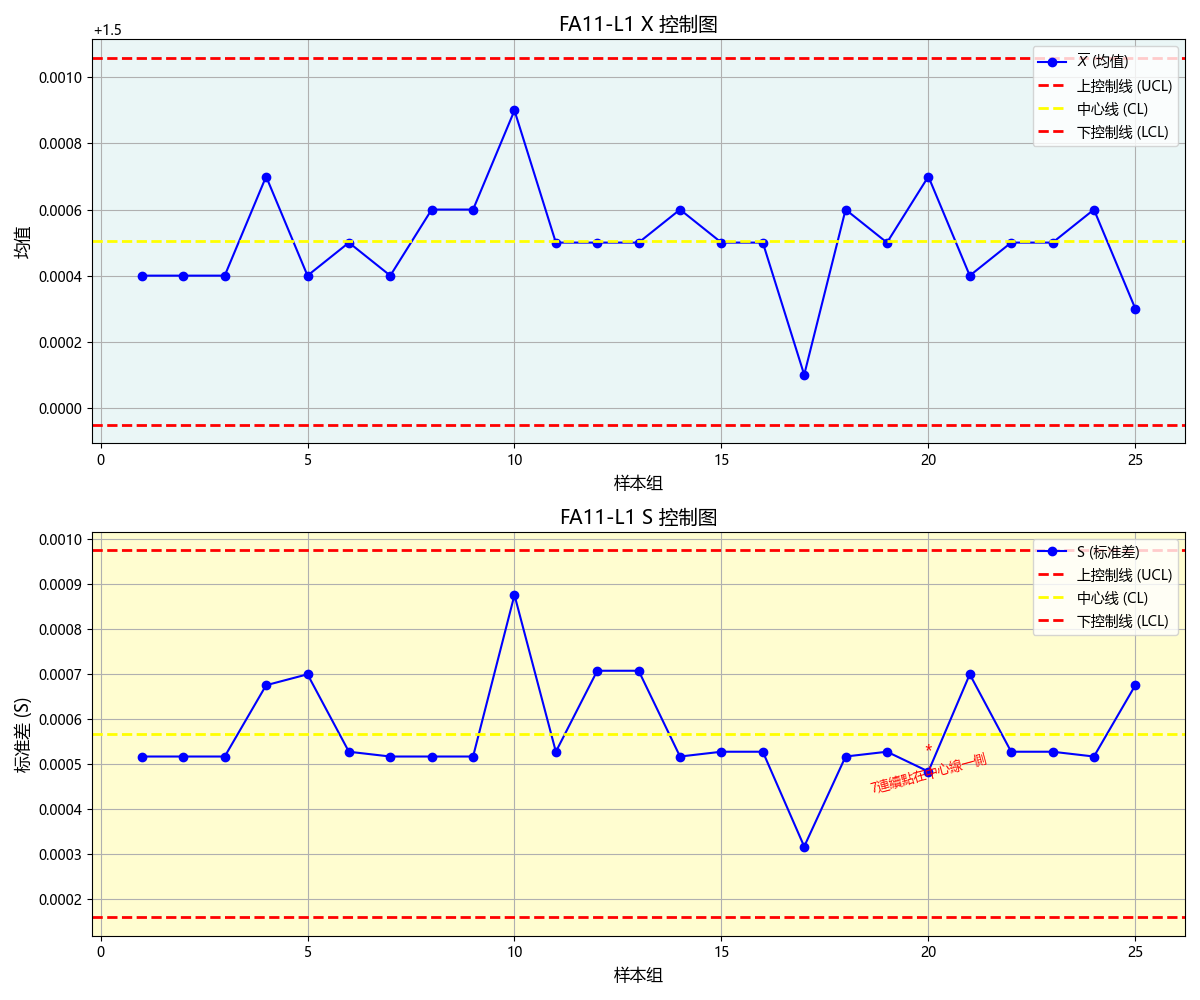 FA11-L1 X 控制图
+1.5
0.0010
0.0008
0.0006
0.0004
0.0002
0.0000
均值
X (均值)
上控制线 (UCL)
中心线 (CL)
下控制线 (LCL)
0 5 10 15 20 25
样本组
FA11-L1 S 控制图
0.0010
0.0009
0.0008
0.0007
0.0006
0.0005
0.0004
0.0003
0.0002
标准差 (S)
S (标准差)
上控制线 (UCL)
中心线 (CL)
下控制线 (LCL)
*
7連續點在中心線一側
0 5 10 15 20 25
样本组